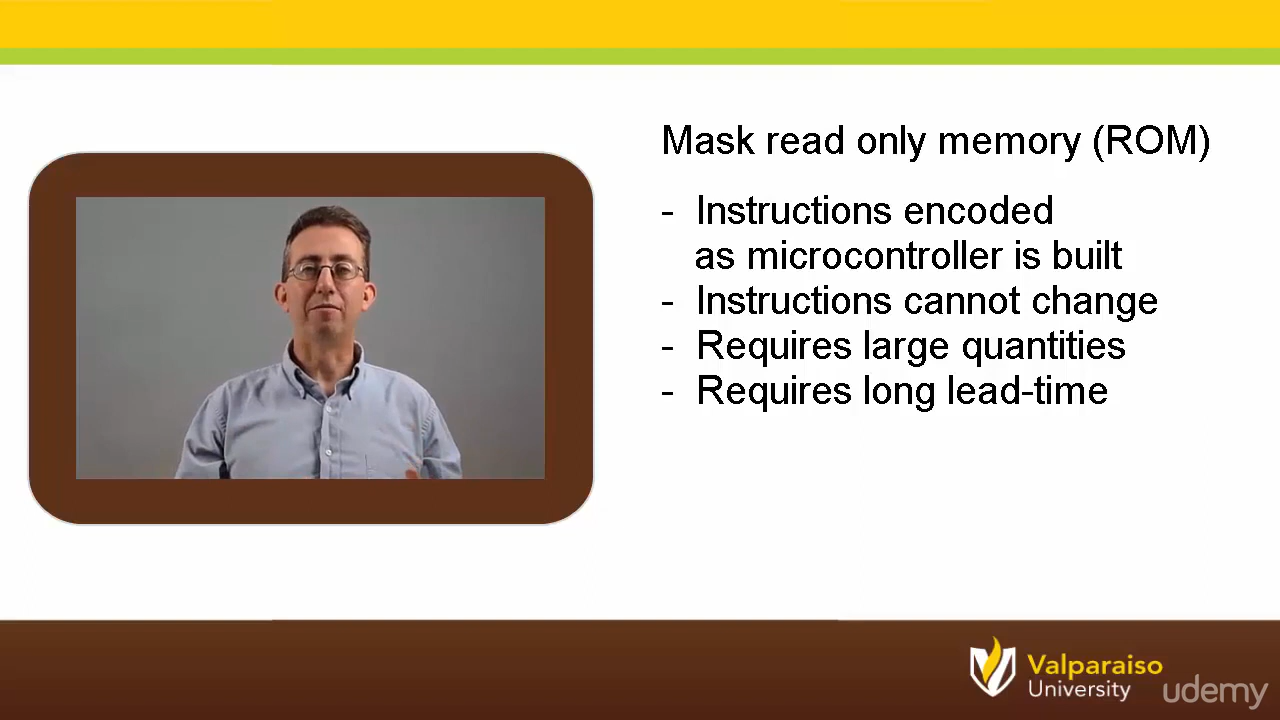 Mask read only memory (ROM)
- Instructions encoded
as microcontroller is built
- Instructions cannot change
- Requires large quantities
- Requires long lead-time
Valparaiso
University
udemy